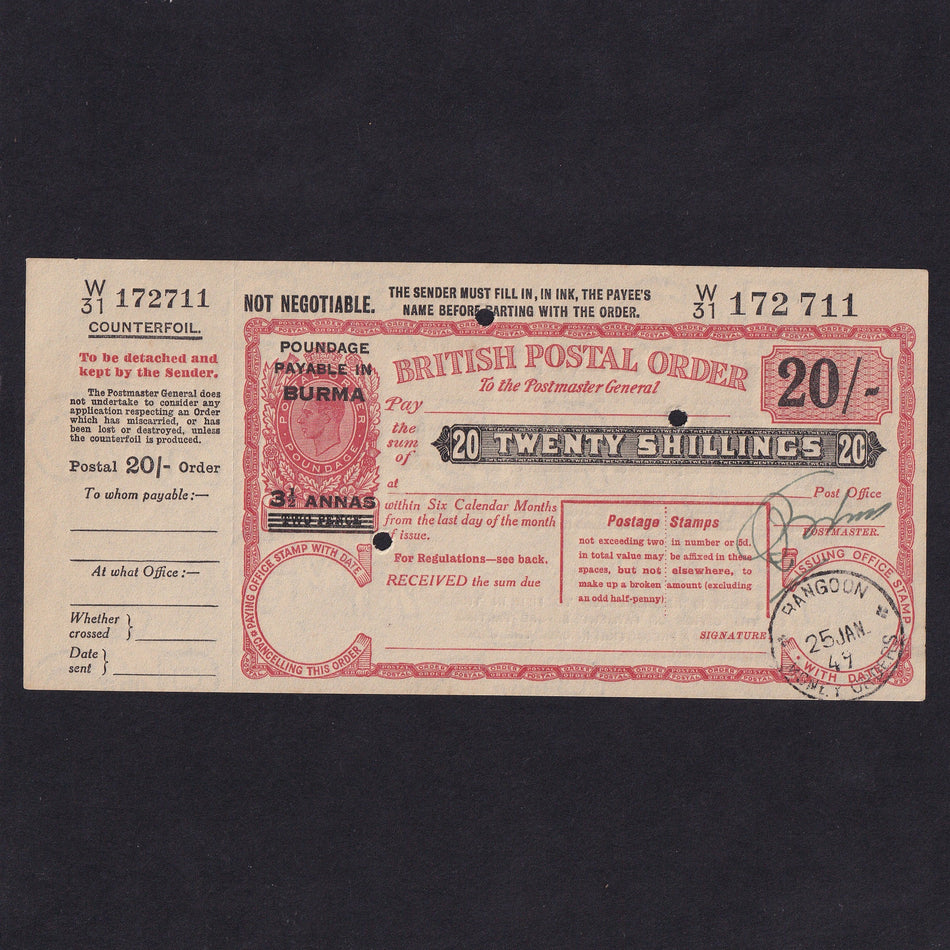 W
31 172711
COUNTERFOIL.
To be detached and
kept by the Sender.
The Postmaster General does
not undertake to consider any
application respecting an Order
which has miscarried, or has
been lost or destroyed, unless
the counterfoil is produced.
Postal 20/- Order
To whom payable:—
At what Office:—
Whether
crossed }
Date
sent }
NOT NEGOTIABLE.
THE SENDER MUST FILL IN, IN INK, THE PAYEE'S
NAME BEFORE PARTING WITH THE ORDER.
W
31 172 711
POUNDAGE
PAYABLE IN
BURMA
POUNDAGE
3½ ANNAS
TWO PENCE
BRITISH POSTAL ORDER
To the Postmaster General
20/-
Pay
the
sum
of
20 TWENTY SHILLINGS 20
at
Post Office
within Six Calendar Months
from the last day of the month
of issue.
POSTMASTER.
For Regulations—see back.
RECEIVED the sum due
Postage Stamps
not exceeding two in number or 5d.
in total value may be affixed in these
spaces, but not elsewhere, to
make up a broken amount (excluding
an odd half-penny)
SIGNATURE
PAYING OFFICE STAMP WITH DATE
CANCELLING THIS ORDER
ISSUING OFFICE STAMP
WITH DATE
RANGOON
25 JAN.
47
MONEY ORDERS